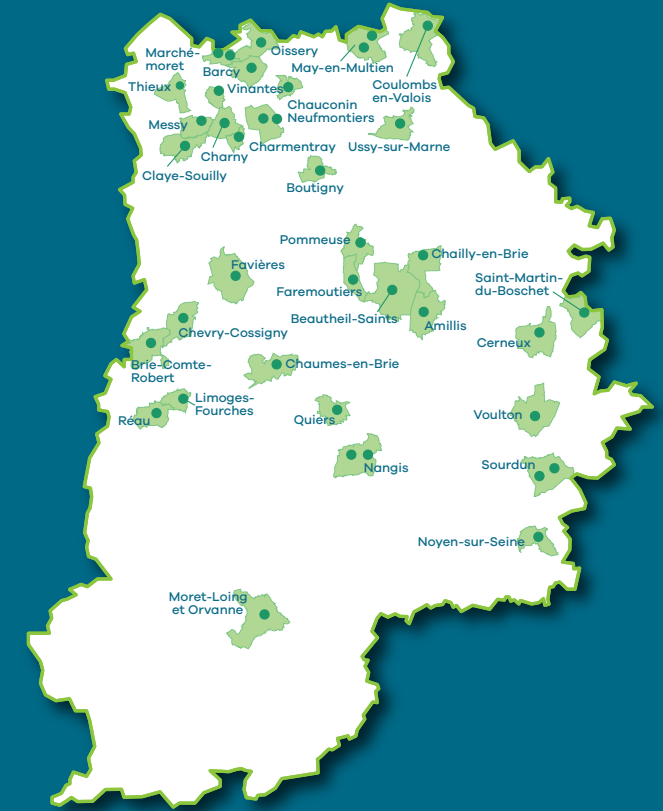 Oissery
Marché-
moret
May-en-Multien
Barcy
Coulombs
en-Valois
Thieux
Vinantes
Chauconin
Neufmontiers
Messy
Charny
Charmentray
Ussy-sur-Marne
Claye-Souilly
Boutigny
Pommeuse
Chailly-en-Brie
Favières
Saint-Martin-
du-Boschet
Faremoutiers
Beautheil-Saints
Amillis
Chevry-Cossigny
Cerneux
Brie-Comte-
Robert
Chaumes-en-Brie
Limoges-
Fourches
Réau
Quiers
Voulton
Nangis
Sourdun
Noyen-sur-Seine
Moret-Loing
et Orvanne